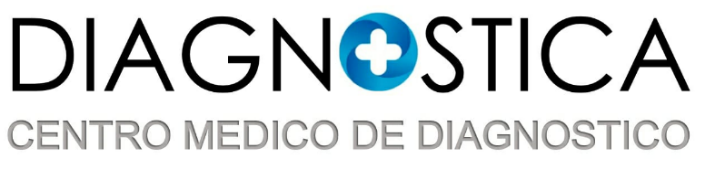 DIAGNOSTICA
CENTRO MEDICO DE DIAGNOSTICO